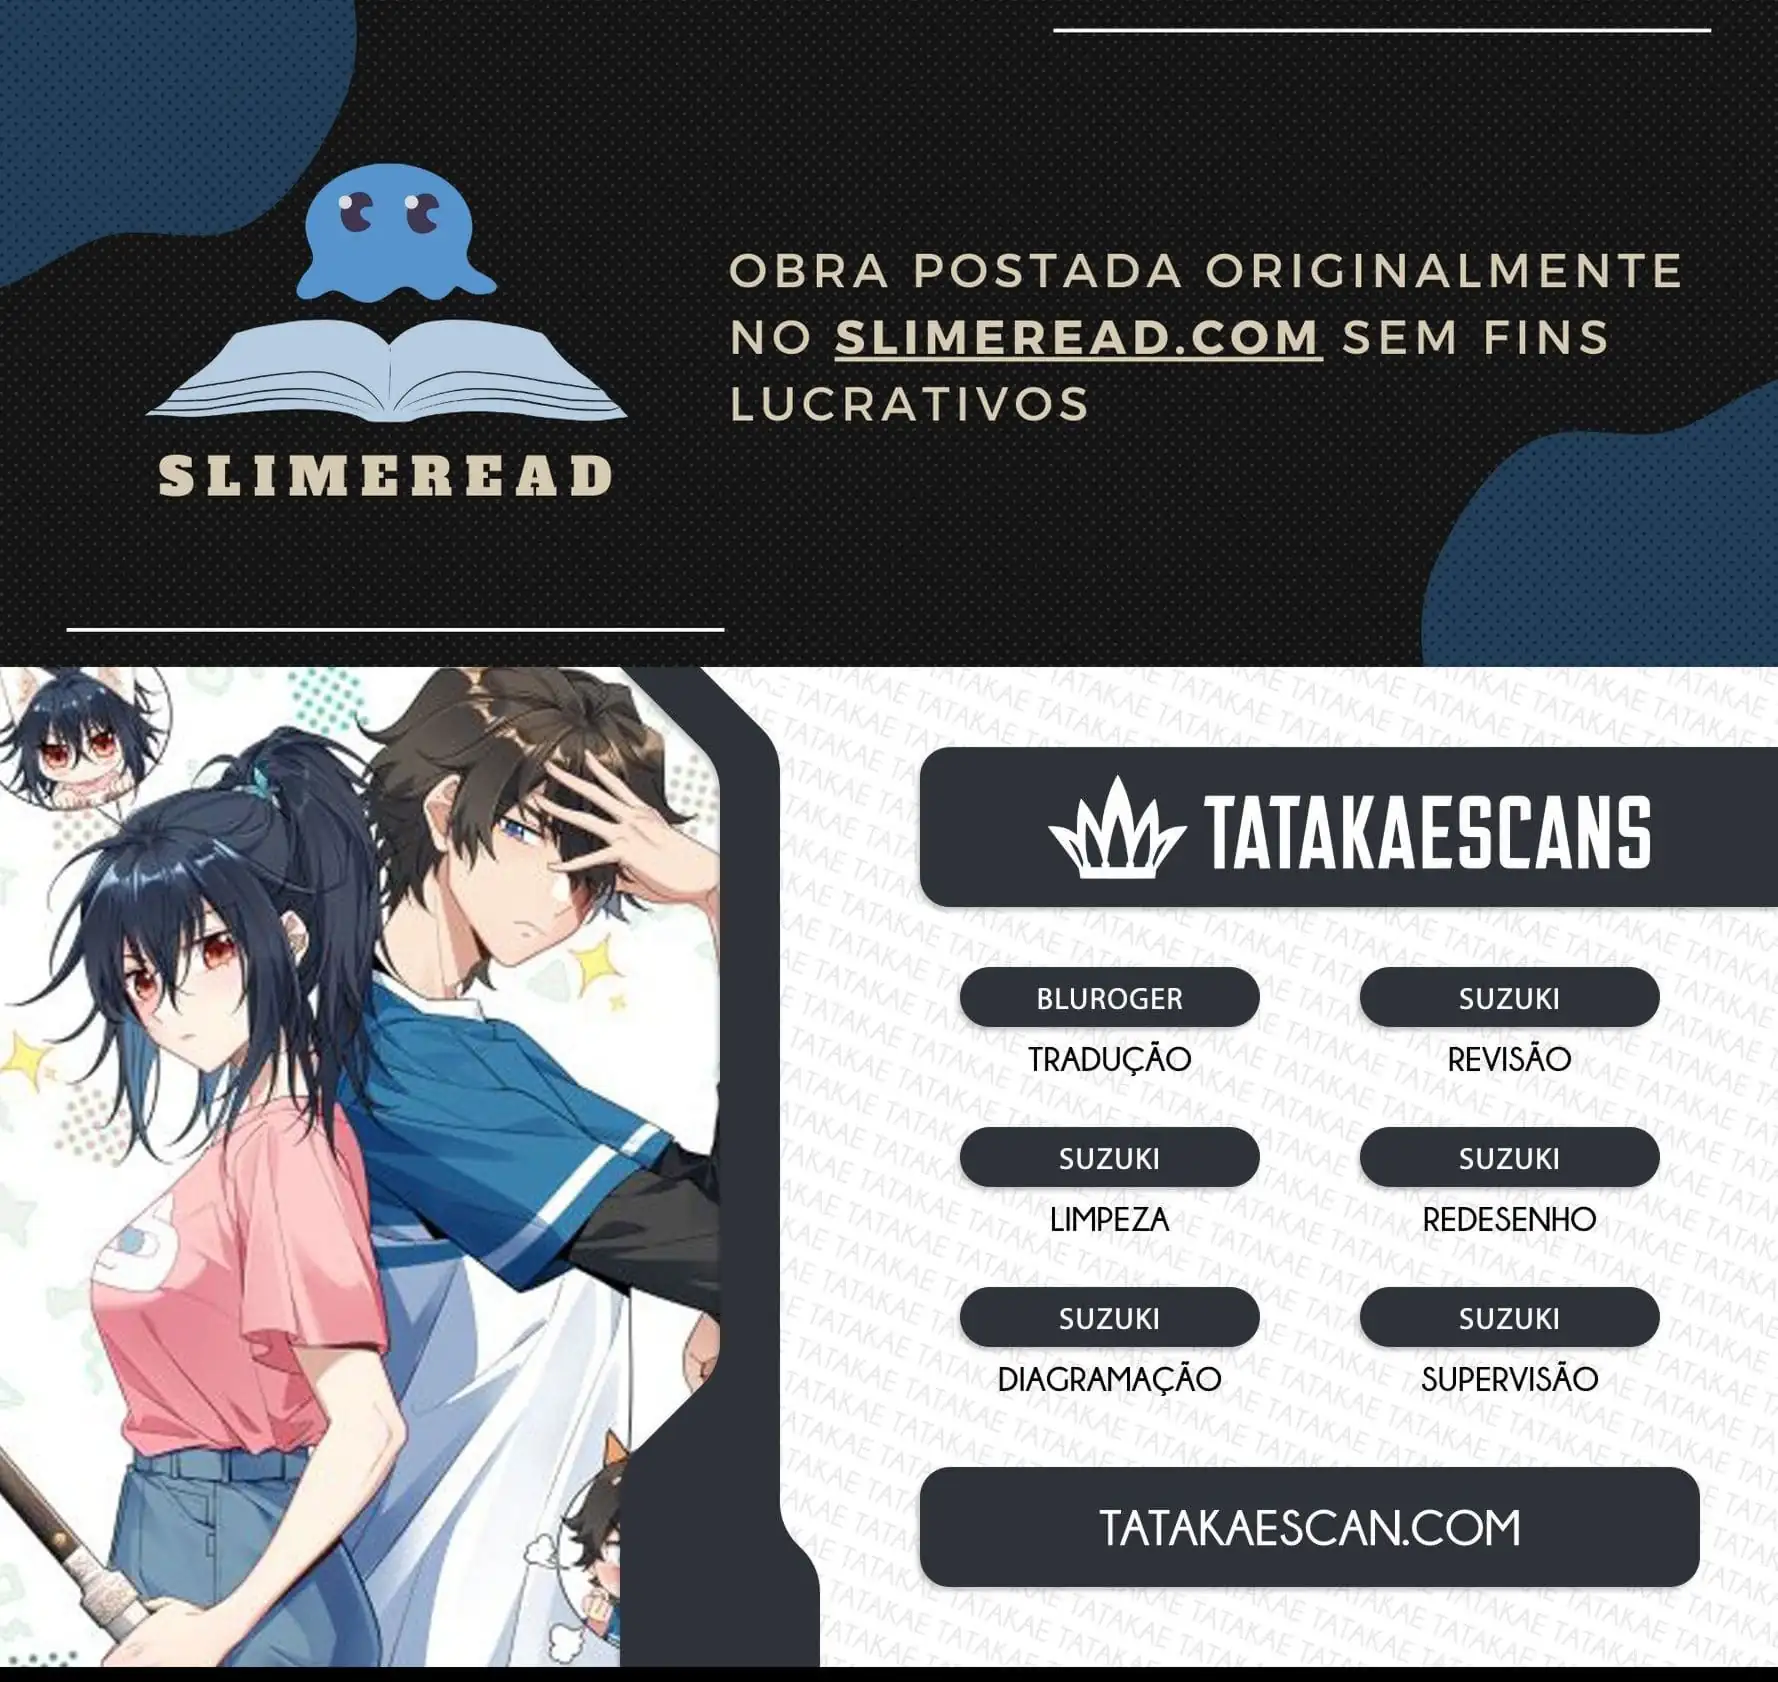 OBRA POSTADA ORIGINALMENTE
NO SLIMEREAD.COM SEM FINS
LUCRATIVOS
SLIMEREAD
TATAKAESCANS
BLUROGER
TRADUÇÃO
SUZUKI
REVISÃO
SUZUKI
LIMPEZA
SUZUKI
REDESENHO
SUZUKI
DIAGRAMAÇÃO
SUZUKI
SUPERVISÃO
TATAKAESCAN.COM